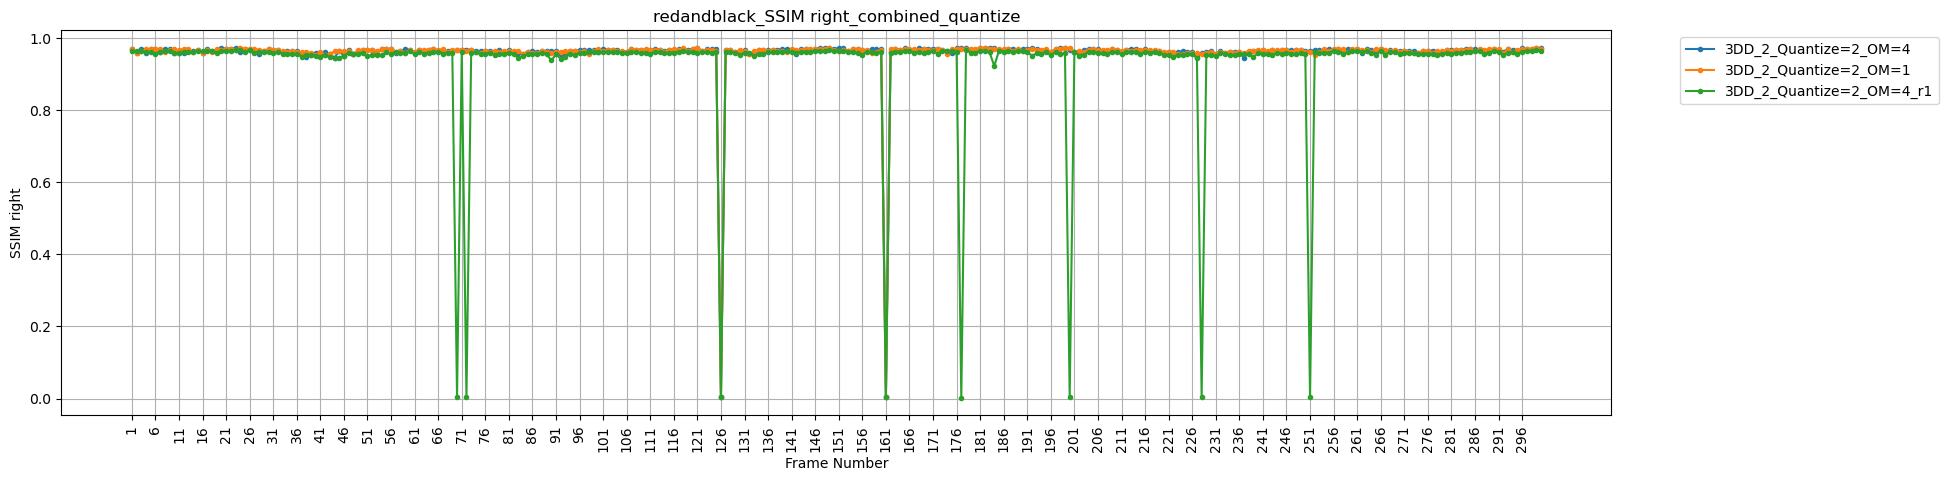 redandblack_SSIM right_combined_quantize
1.0
0.8
0.6
0.4
0.2
0.0
SSIM right
1 6 11 16 21 26 31 36 41 46 51 56 61 66 71 76 81 86 91 96 101 106 111 116 121 126 131 136 141 146 151 156 161 166 171 176 181 186 191 196 201 206 211 216 221 226 231 236 241 246 251 256 261 266 271 276 281 286 291 296
Frame Number
3DD_2_Quantize=2_OM=4
3DD_2_Quantize=2_OM=1
3DD_2_Quantize=2_OM=4_r1